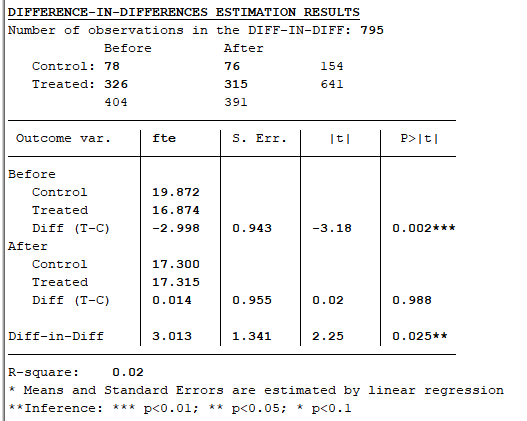 DIFFERENCE-IN-DIFFERENCES ESTIMATION RESULTS
Number of observations in the DIFF-IN-DIFF: 795
Before After
Control: 78 76 154
Treated: 326 315 641
404 391
Outcome var. fte S. Err. |t| P>|t|
Before
Control 19.872
Treated 16.874
Diff (T-C) -2.998 0.943 -3.18 0.002***
After
Control 17.300
Treated 17.315
Diff (T-C) 0.014 0.955 0.02 0.988
Diff-in-Diff 3.013 1.341 2.25 0.025**
R-square: 0.02
* Means and Standard Errors are estimated by linear regression
**Inference: *** p<0.01; ** p<0.05; * p<0.1